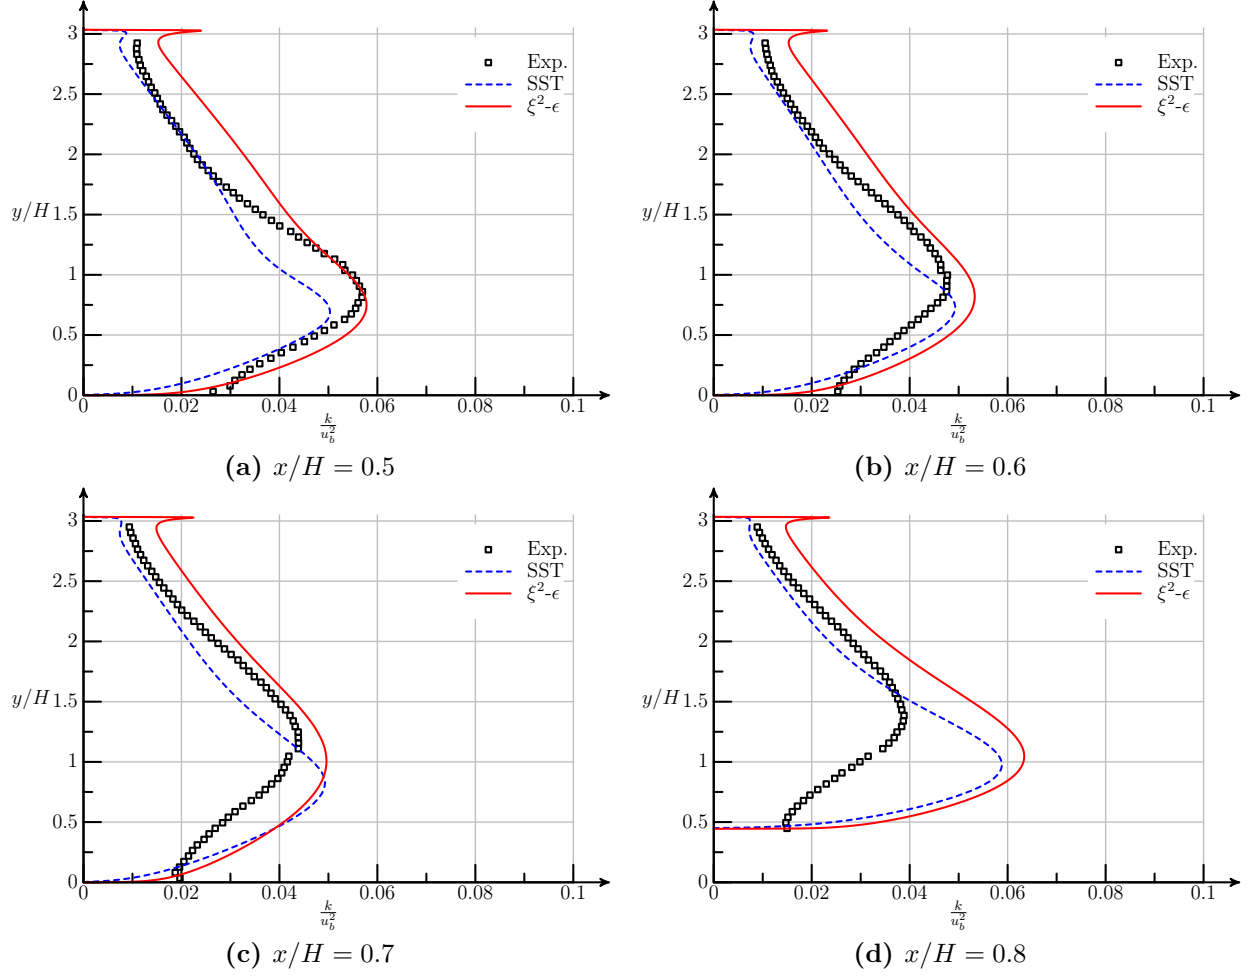 3
Exp.
SST
ξ²-ϵ
2.5
2
y/H 1.5
1
0.5
0
0 0.02 0.04 0.06 0.08 0.1
k/u_b^2
(a) x/H = 0.5
3
Exp.
SST
ξ²-ϵ
2.5
2
y/H 1.5
1
0.5
0
0 0.02 0.04 0.06 0.08 0.1
k/u_b^2
(b) x/H = 0.6
3
Exp.
SST
ξ²-ϵ
2.5
2
y/H 1.5
1
0.5
0
0 0.02 0.04 0.06 0.08 0.1
k/u_b^2
(c) x/H = 0.7
3
Exp.
SST
ξ²-ϵ
2.5
2
y/H 1.5
1
0.5
0
0 0.02 0.04 0.06 0.08 0.1
k/u_b^2
(d) x/H = 0.8